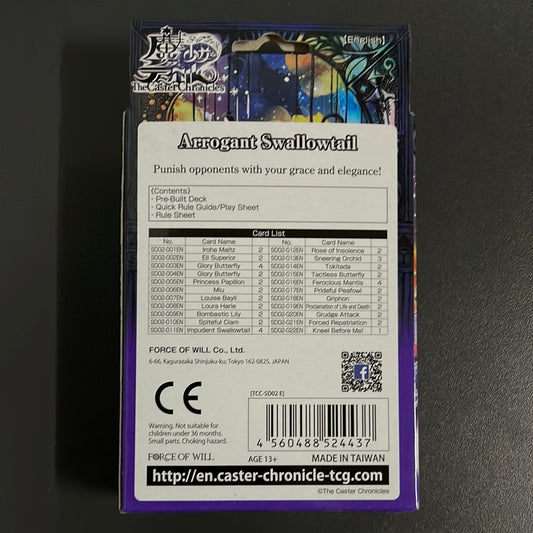 [English]
The Caster Chronicles
Arrogant Swallowtail
Punish opponents with your grace and elegance!
《Contents》
· Pre-Built Deck
· Quick Rule Guide/Play Sheet
· Rule Sheet
Card List
No. Card Name No. Card Name
SD02-001EN Iroha Maitz 2 SD02-012EN Rose of Insolence 2
SD02-002EN Eli Superior 2 SD02-013EN Sneering Orchid 3
SD02-003EN Glory Butterfly 4 SD02-014EN Tokitada 2
SD02-004EN Glory Butterfly 2 SD02-015EN Tactless Butterfly 2
SD02-005EN Princess Papillon 2 SD02-016EN Ferocious Mantis 4
SD02-006EN Miu 2 SD02-017EN Prideful Peafowl 2
SD02-007EN Louise Bayli 2 SD02-018EN Griphon 2
SD02-008EN Loura Harle 2 SD02-019EN Proclamation of Life and Death 2
SD02-009EN Bombastic Lily 2 SD02-020EN Grudge Attack 2
SD02-010EN Spiteful Clam 2 SD02-021EN Forced Repatriation 2
SD02-011EN Impudent Swallowtail 4 SD02-022EN Kneel Before Me! 1
FORCE OF WILL Co., Ltd.
6-66, Kagurazaka Shinjuku-ku; Tokyo 162-0825, JAPAN
CE
[TCC-SD02 E]
Warning. Not suitable for
children under 36 months.
Small parts. Choking hazard.
4 560488 524437
FORCE OF WILL
AGE 13+ MADE IN TAIWAN
http://en.caster-chronicle-tcg.com
©The Caster Chronicles